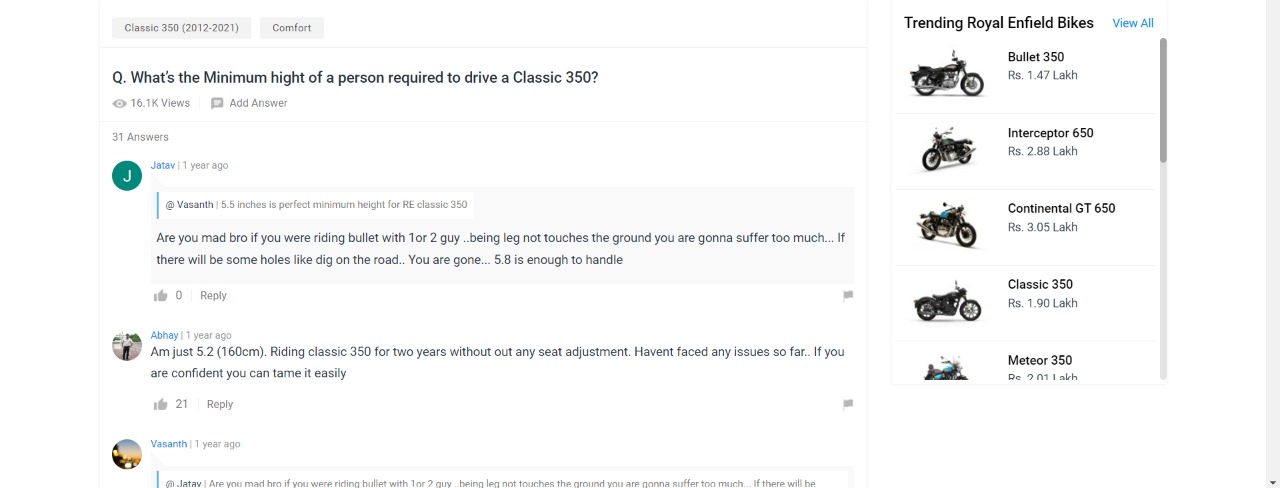 Classic 350 (2012-2021)
Comfort
Q. What's the Minimum hight of a person required to drive a Classic 350?
16.1K Views
Add Answer
31 Answers
J
Jatav | 1 year ago
@ Vasanth | 5.5 inches is perfect minimum height for RE classic 350
Are you mad bro if you were riding bullet with 1or 2 guy ..being leg not touches the ground you are gonna suffer too much... If
there will be some holes like dig on the road.. You are gone... 5.8 is enough to handle
0
Reply
Abhay | 1 year ago
Am just 5.2 (160cm). Riding classic 350 for two years without out any seat adjustment. Havent faced any issues so far.. If you
are confident you can tame it easily
21
Reply
Vasanth | 1 year ago
@ Jatav | Are you mad bro if you were riding bullet with 1or 2 guy ..being leg not touches the ground you are gonna suffer too much... If there will be
Trending Royal Enfield Bikes
View All
Bullet 350
Rs. 1.47 Lakh
Interceptor 650
Rs. 2.88 Lakh
Continental GT 650
Rs. 3.05 Lakh
Classic 350
Rs. 1.90 Lakh
Meteor 350
Rs. 2.01 Lakh